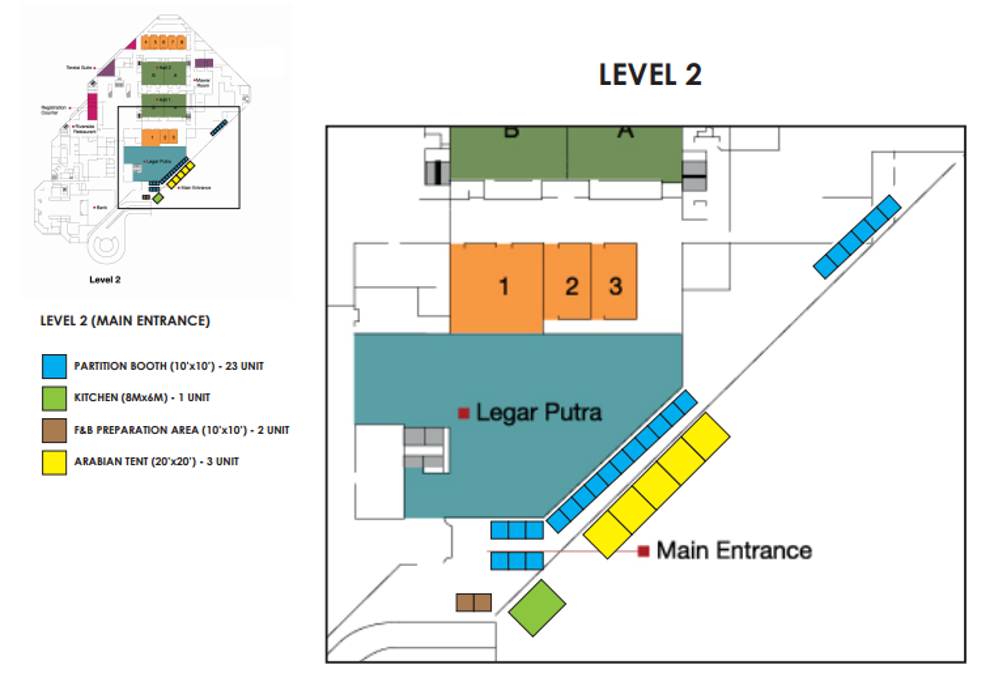 LEVEL 2
Terasa Suite
Hall 2
Mawar
Room
Hall 1
Registration
Counter
Riverside
Restaurant
1 2 3
Legar Putra
Main Entrance
Bank
Level 2
LEVEL 2 (MAIN ENTRANCE)
PARTITION BOOTH (10'x10') - 23 UNIT
KITCHEN (8Mx6M) - 1 UNIT
F&B PREPARATION AREA (10'x10') - 2 UNIT
ARABIAN TENT (20'x20') - 3 UNIT
B A
1 2 3
Legar Putra
Main Entrance